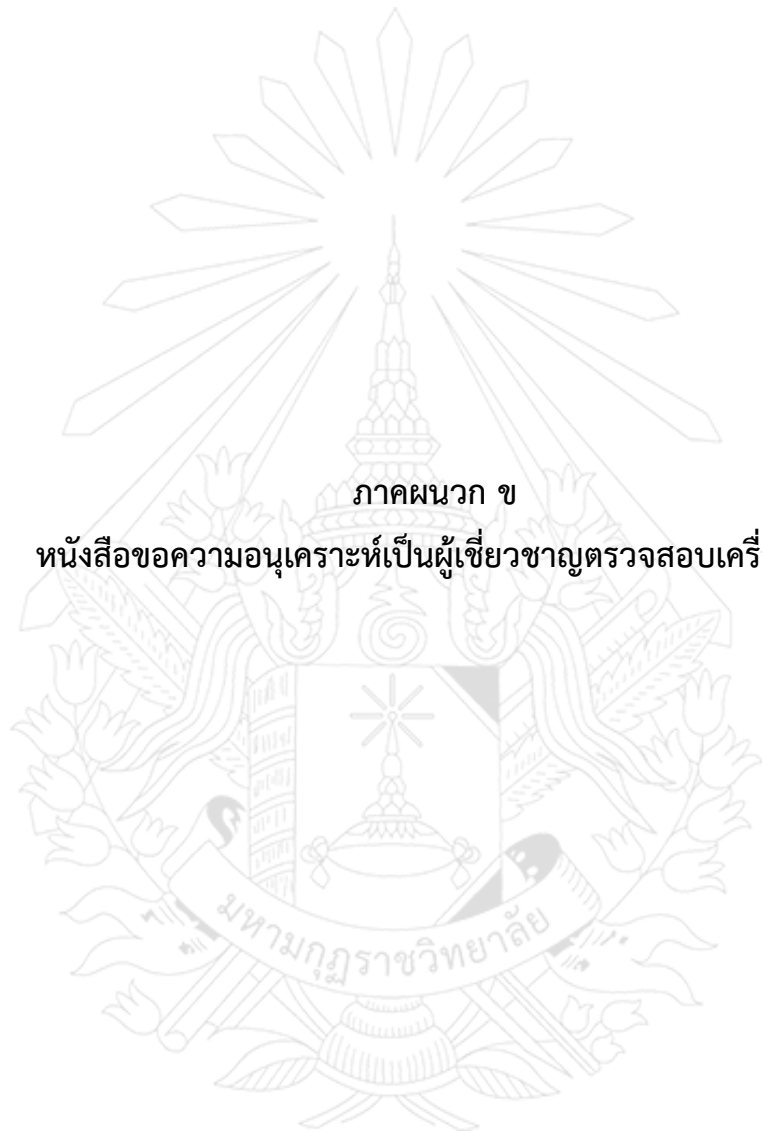 ภาคผนวก ข
หนังสือขอความอนุเคราะห์เป็นผู้เชี่ยวชาญตรวจสอบเครื่
มหามกุฏราชวิทยาลัย